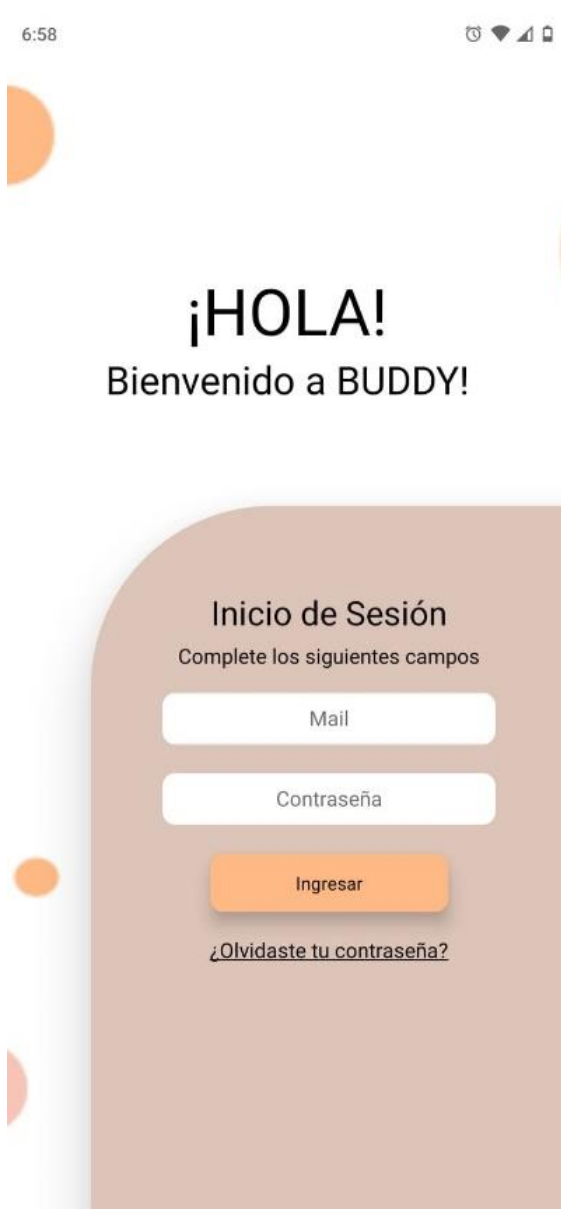 6:58
¡HOLA!
Bienvenido a BUDDY!
Inicio de Sesión
Complete los siguientes campos
Mail
Contraseña
Ingresar
¿Olvidaste tu contraseña?